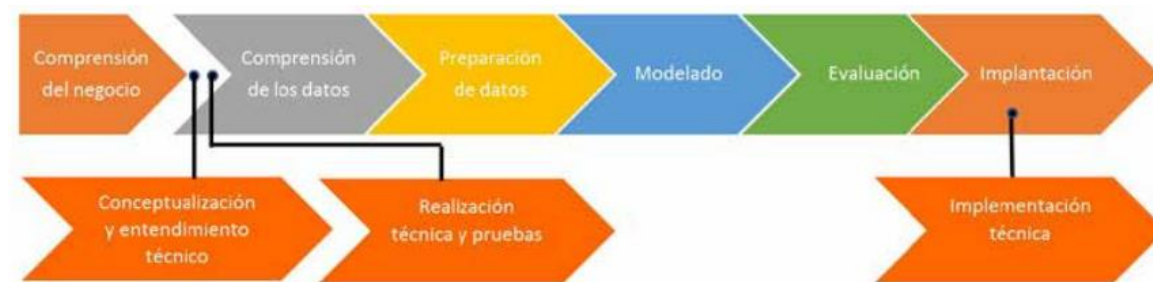 Comprensión
del negocio
Comprensión
de los datos
Preparación
de datos
Modelado
Evaluación
Implantación
Conceptualización
y entendimiento
técnico
Realización
técnica y pruebas
Implementación
técnica